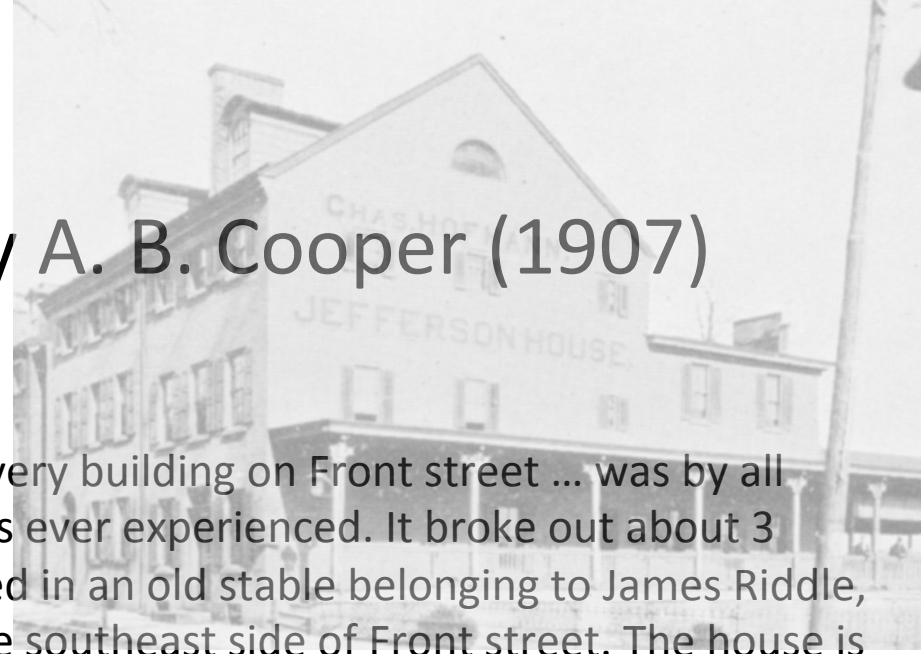 y A. B. Cooper (1907)
CHAS. HOFMANN.
JEFFERSON HOUSE.
very building on Front street ... was by all
s ever experienced. It broke out about 3
ed in an old stable belonging to James Riddle,
e southeast side of Front street. The house is